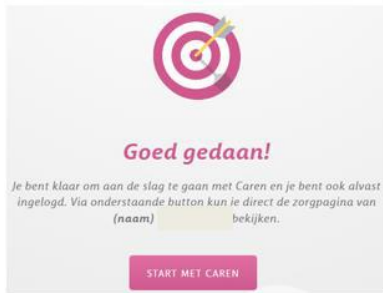 Goed gedaan!
Je bent klaar om aan de slag te gaan met Caren en je bent ook alvast
ingelogd. Via onderstaande button kun je direct de zorgpagina van
(naam) bekijken.
START MET CAREN